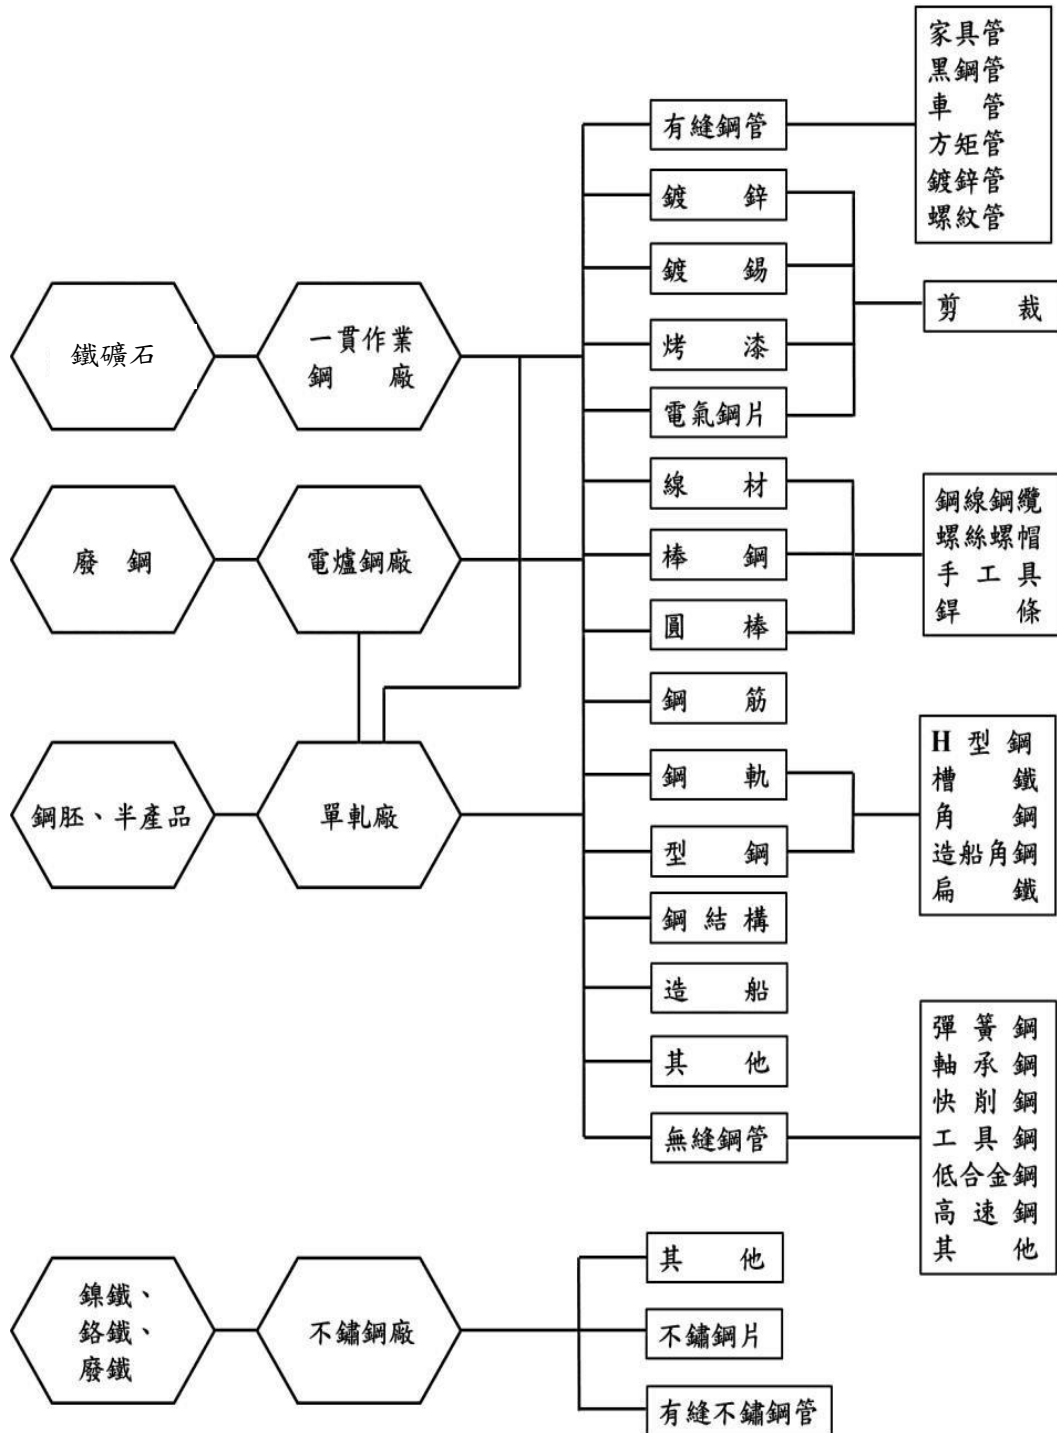 鐵礦石
一貫作業
鋼廠
廢鋼
電爐鋼廠
鋼胚、半產品
單軋廠
鎳鐵、
鉻鐵、
廢鐵
不鏽鋼廠
有縫鋼管
鍍鋅
鍍錫
烤漆
電氣鋼片
線材
棒鋼
圓棒
鋼筋
鋼軌
型鋼
鋼結構
造船
其他
無縫鋼管
其他
不鏽鋼片
有縫不鏽鋼管
家具管
黑鋼管
車管
方矩管
鍍鋅管
螺紋管
剪裁
鋼線鋼纜
螺絲螺帽
手工具
銲條
H型鋼
槽鐵
角鋼
造船角鋼
扁鐵
彈簧鋼
軸承鋼
快削鋼
工具鋼
低合金鋼
高速鋼
其他